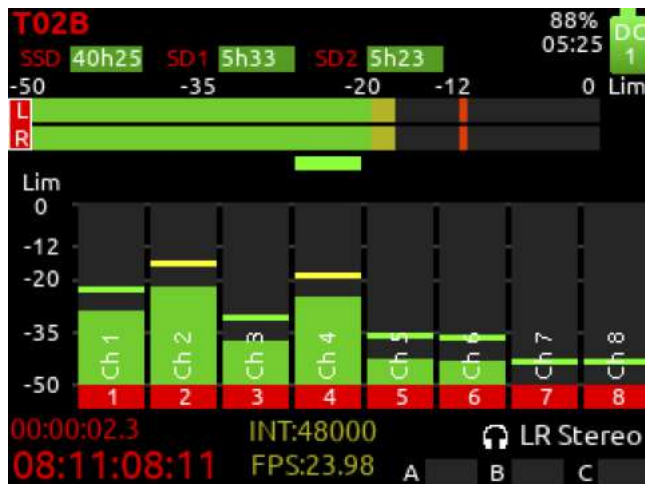 T02B 88% DC
SSD 40h25 SD1 5h33 SD2 5h23 05:25 1
-50 -35 -20 -12 0 Lim
L
R
Lim
0
-12
-20
-35
-50
Ch 1 Ch 2 Ch 3 Ch 4 Ch 5 Ch 6 Ch 7 Ch 8
1 2 3 4 5 6 7 8
00:00:02.3 INT:48000 LR Stereo
08:11:08:11 FPS:23.98 A B C